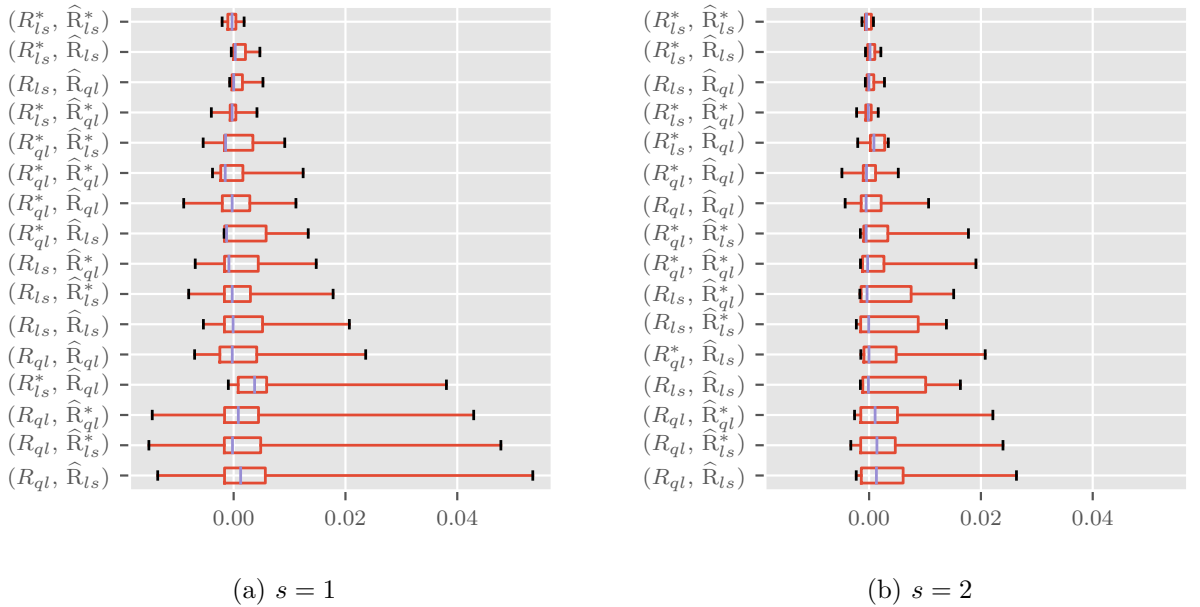 (R*_ls, R̂*_ls)
(R*_ls, R̂_ls)
(R_ls, R̂_ql)
(R*_ls, R̂*_ql)
(R*_ql, R̂*_ls)
(R*_ql, R̂*_ql)
(R*_ql, R̂_ql)
(R*_ql, R̂_ls)
(R_ls, R̂*_ql)
(R_ls, R̂*_ls)
(R_ls, R̂_ls)
(R_ql, R̂_ql)
(R*_ls, R̂_ql)
(R_ql, R̂*_ql)
(R_ql, R̂*_ls)
(R_ql, R̂_ls)
0.00 0.02 0.04
(a) s = 1
(R*_ls, R̂*_ls)
(R*_ls, R̂_ls)
(R_ls, R̂_ql)
(R*_ls, R̂*_ql)
(R*_ls, R̂_ql)
(R*_ql, R̂_ql)
(R_ql, R̂_ql)
(R*_ql, R̂*_ls)
(R*_ql, R̂*_ql)
(R_ls, R̂*_ql)
(R_ls, R̂*_ls)
(R*_ql, R̂_ls)
(R_ls, R̂_ls)
(R_ql, R̂*_ql)
(R_ql, R̂*_ls)
(R_ql, R̂_ls)
0.00 0.02 0.04
(b) s = 2